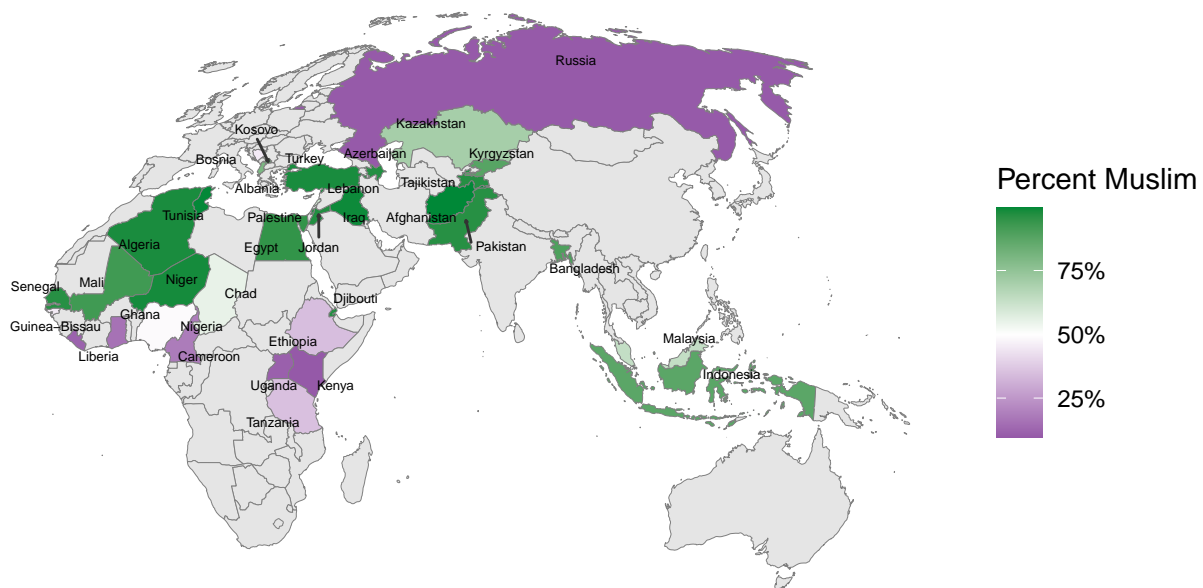 Russia
Kazakhstan
Kosovo
Bosnia
Turkey
Azerbaijan
Kyrgyzstan
Albania
Lebanon
Tajikistan
Tunisia
Palestine
Iraq
Afghanistan
Algeria
Egypt
Jordan
Pakistan
Mali
Niger
Bangladesh
Senegal
Chad
Djibouti
Ghana
Guinea−Bissau
Nigeria
Liberia
Cameroon
Ethiopia
Malaysia
Indonesia
Uganda
Kenya
Tanzania
Percent Muslim
75%
50%
25%